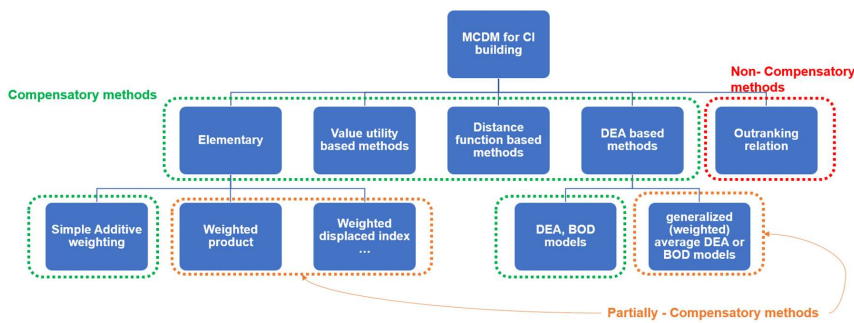 MCDM for CI
building
Non- Compensatory
methods
Compensatory methods
Elementary
Value utility
based methods
Distance
function based
methods
DEA based
methods
Outranking
relation
Simple Additive
weighting
Weighted
product
Weighted
displaced index
…
DEA, BOD
models
generalized
(weighted)
average DEA or
BOD models
Partially - Compensatory methods